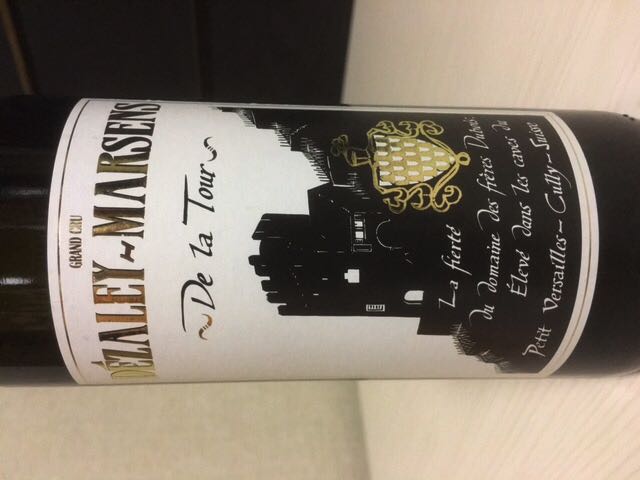 GRAND CRU
DÉZALEY~MARSENS
~De la Tour~
La fierté
du domaine des frères Dubois.
Élevé dans les caves du
Petit Versailles – Cully – Suisse